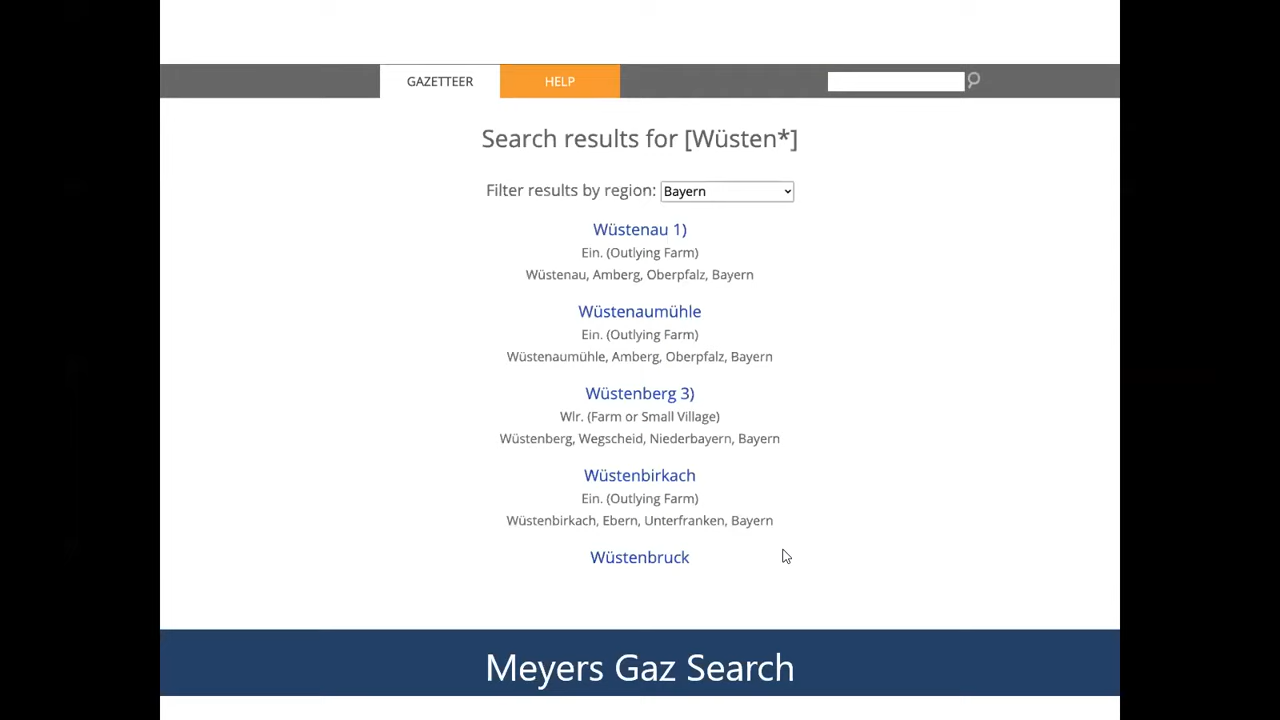 GAZETTEER
HELP
Search results for [Wüsten*]
Filter results by region: Bayern
Wüstenau 1)
Ein. (Outlying Farm)
Wüstenau, Amberg, Oberpfalz, Bayern
Wüstenaumühle
Ein. (Outlying Farm)
Wüstenaumühle, Amberg, Oberpfalz, Bayern
Wüstenberg 3)
Wlr. (Farm or Small Village)
Wüstenberg, Wegscheid, Niederbayern, Bayern
Wüstenbirkach
Ein. (Outlying Farm)
Wüstenbirkach, Ebern, Unterfranken, Bayern
Wüstenbruck
Meyers Gaz Search